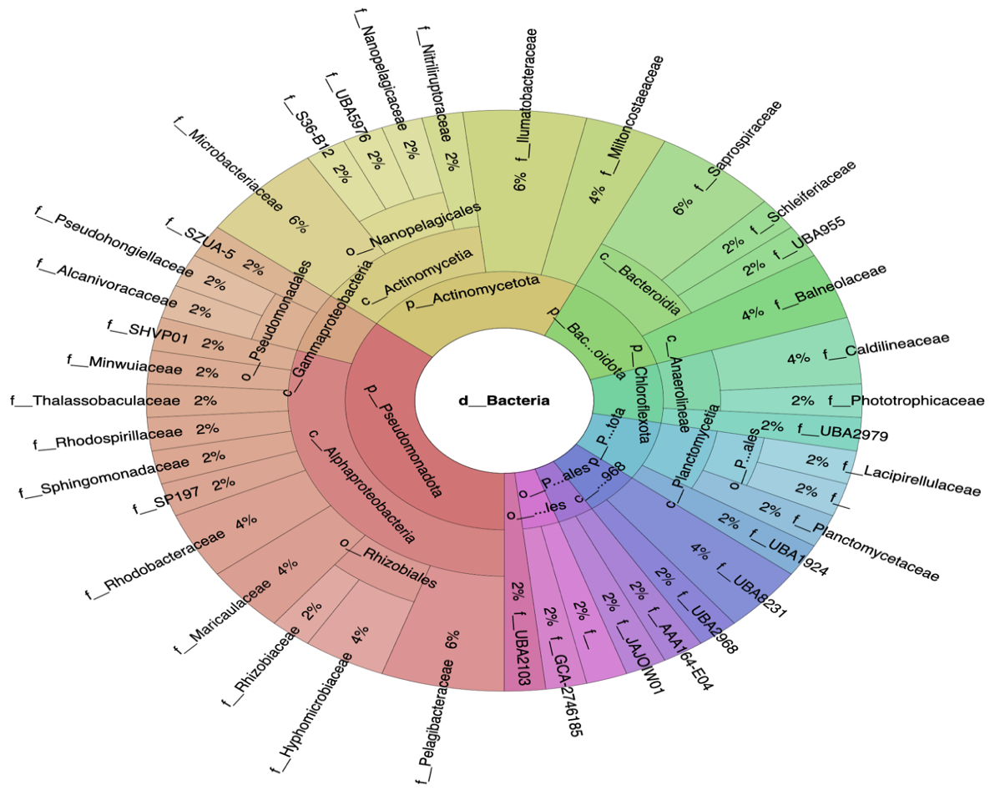 d__Bacteria
p__Actinomycetota
p__Bac...oidota
p__Chloroflexota
p__P...tota
c__...968
o__P...ales
o__...les
p__Pseudomonadota
c__Actinomycetia
o__Nanopelagicales
c__Bacteroidia
c__Anaerolineae
c__Planctomycetia
o__P...ales
c__Alphaproteobacteria
o__Rhizobiales
c__Gammaproteobacteria
o__Pseudomonadales
6% f__Microbacteriaceae
2% f__S36-B12
2% f__UBA5976
2% f__Nanopelagicaceae
2% f__Nitriliruptoraceae
6% f__Ilumatobacteraceae
4% f__Miltoncostaeaceae
6% f__Saprospiraceae
2% f__Schleiferiaceae
2% f__UBA955
4% f__Balneolaceae
4% f__Caldilineaceae
2% f__Phototrophicaceae
2% f__UBA2979
2% f__Lacipirellulaceae
2% f__
2% f__Planctomycetaceae
2% f__UBA1924
4% f__UBA8231
2% f__UBA2968
2% f__AAA164-E04
2% f__JAJOIW01
2% f__
2% f__GCA-2746185
2% f__UBA2103
f__Pelagibacteraceae 6%
f__Hyphomicrobiaceae 4%
f__Rhizobiaceae 2%
f__Maricaulaceae 4%
f__Rhodobacteraceae 4%
f__SP197 2%
f__Sphingomonadaceae 2%
f__Rhodospirillaceae 2%
f__Thalassobaculaceae 2%
f__Minwuiaceae 2%
f__SHVP01 2%
f__Alcanivoracaceae 2%
f__Pseudohongiellaceae 2%
f__SZUA-5 2%